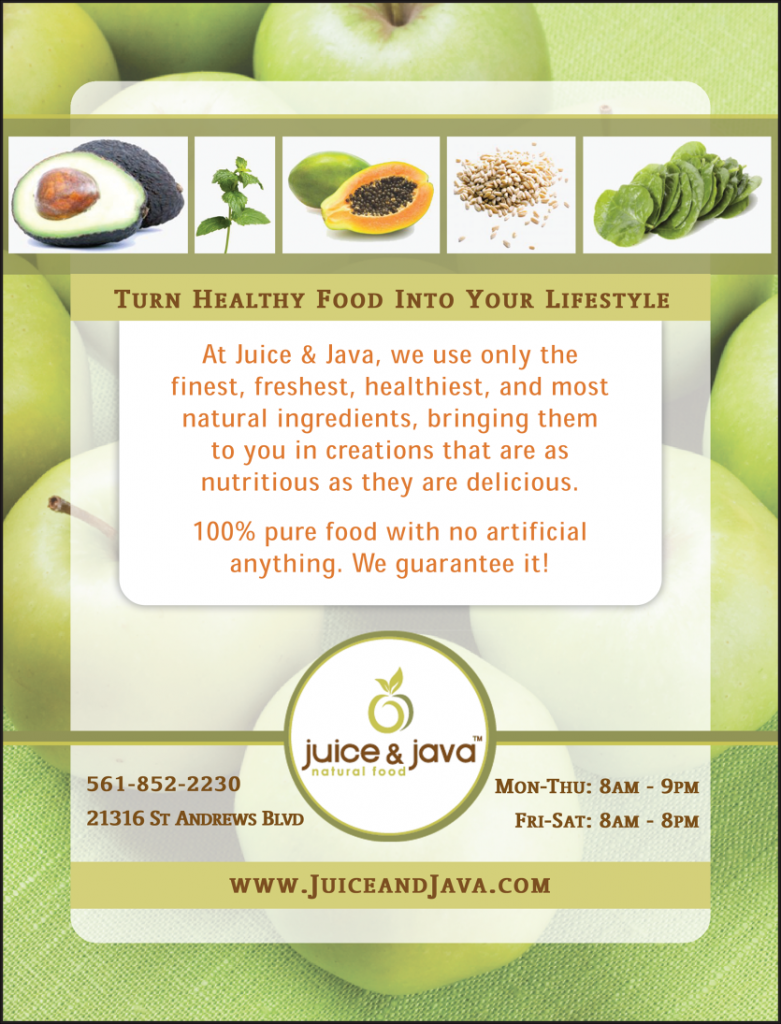 Turn Healthy Food Into Your Lifestyle
At Juice & Java, we use only the
finest, freshest, healthiest, and most
natural ingredients, bringing them
to you in creations that are as
nutritious as they are delicious.
100% pure food with no artificial
anything. We guarantee it!
juice & java™
natural food
561-852-2230
21316 St Andrews Blvd
Mon-Thu: 8am - 9pm
Fri-Sat: 8am - 8pm
www.JuiceandJava.com